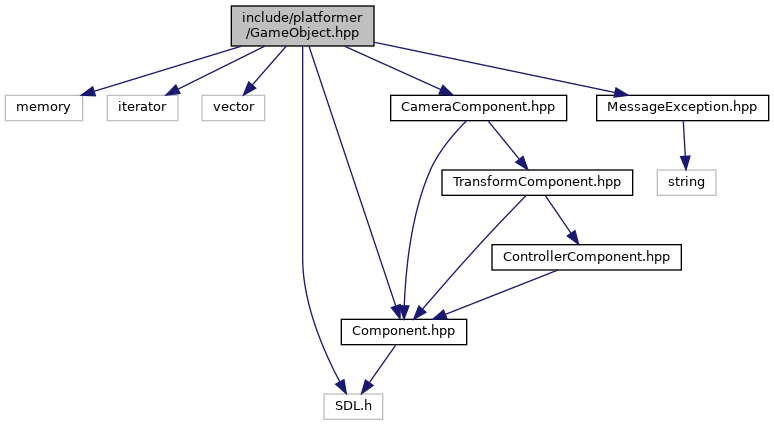 include/platformer
/GameObject.hpp
memory
iterator
vector
CameraComponent.hpp
MessageException.hpp
TransformComponent.hpp
string
ControllerComponent.hpp
Component.hpp
SDL.h